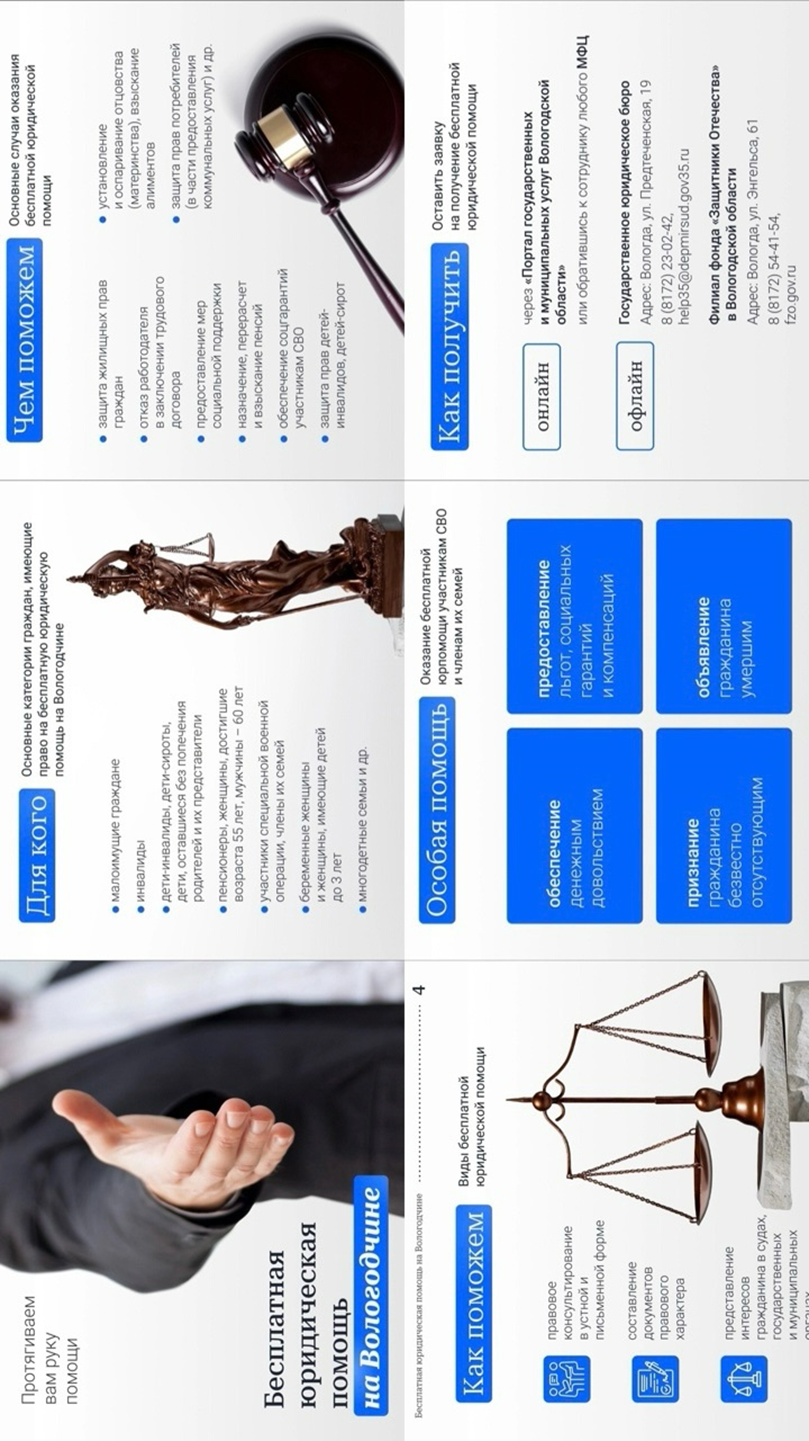 Протягиваем
вам руку
помощи
Бесплатная
юридическая
помощь
на Вологодчине
Для кого
Основные категории граждан, имеющие
право на бесплатную юридическую
помощь на Вологодчине
малоимущие граждане
инвалиды
дети-инвалиды, дети-сироты,
дети, оставшиеся без попечения
родителей и их представители
пенсионеры, женщины, достигшие
возраста 55 лет, мужчины – 60 лет
участники специальной военной
операции, члены их семей
беременные женщины
и женщины, имеющие детей
до 3 лет
многодетные семьи и др.
Чем поможем
Основные случаи оказания
бесплатной юридической
помощи
защита жилищных прав
граждан
отказ работодателя
в заключении трудового
договора
предоставление мер
социальной поддержки
назначение, перерасчет
и взыскание пенсий
обеспечение соцгарантий
участникам СВО
защита прав детей-
инвалидов, детей-сирот
установление
и оспаривание отцовства
(материнства), взыскание
алиментов
защита прав потребителей
(в части предоставления
коммунальных услуг) и др.
Бесплатная юридическая помощь на Вологодчине 4
Как поможем
Виды бесплатной
юридической помощи
правовое
консультирование
в устной и
письменной форме
составление
документов
правового
характера
представление
интересов
гражданина в судах,
государственных
и муниципальных
Особая помощь
Оказание бесплатной
юрпомощи участникам СВО
и членам их семей
обеспечение
денежным
довольствием
предоставление
льгот, социальных
гарантий
и компенсаций
признание
гражданина
безвестно
отсутствующим
объявление
гражданина
умершим
Как получить
Оставить заявку
на получение бесплатной
юридической помощи
онлайн
через «Портал государственных
и муниципальных услуг Вологодской
области»
или обратившись к сотруднику любого МФЦ
офлайн
Государственное юридическое бюро
Адрес: Вологда, ул. Предтеченская, 19
8 (8172) 23-02-42,
help35@depmirsud.gov35.ru
Филиал фонда «Защитники Отечества»
в Вологодской области
Адрес: Вологда, ул. Энгельса, 61
8 (8172) 54-41-54,
fzo.gov.ru